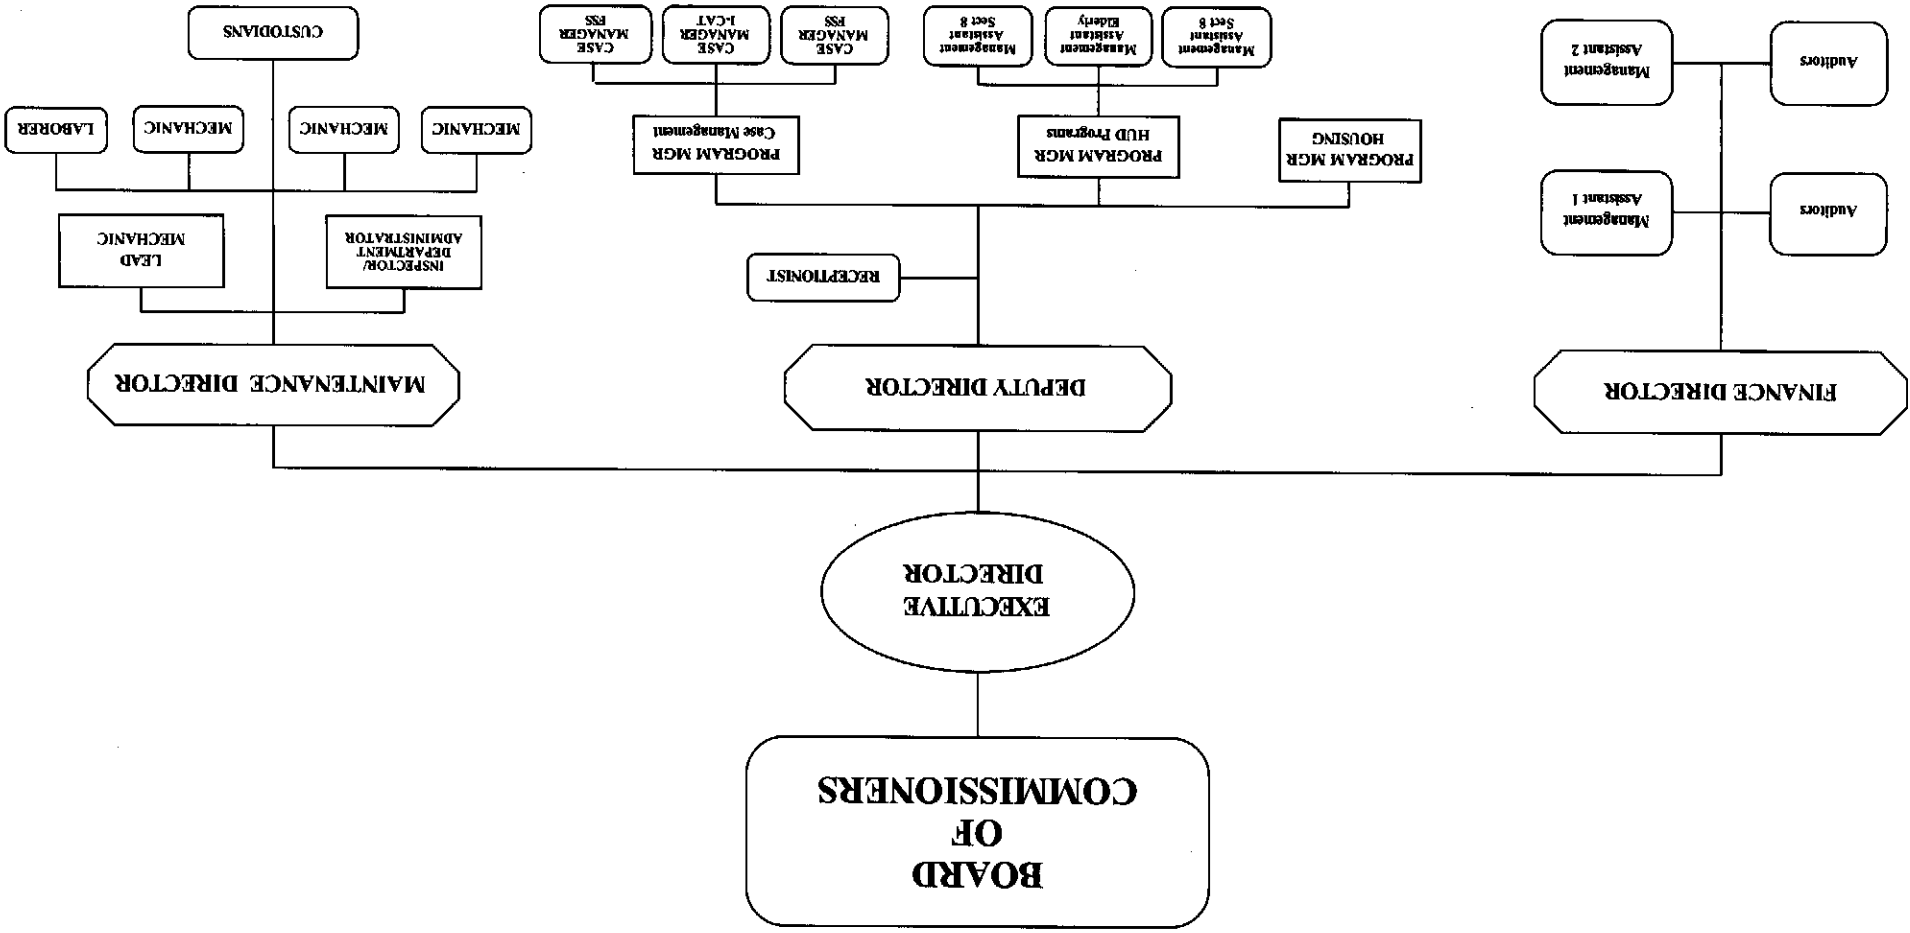 BOARD
OF
COMMISSIONERS
EXECUTIVE
DIRECTOR
FINANCE DIRECTOR
DEPUTY DIRECTOR
MAINTENANCE DIRECTOR
RECEPTIONIST
INSPECTOR/
DEPARTMENT
ADMINISTRATOR
LEAD
MECHANIC
Auditors
Management
Assistant 1
PROGRAM MGR
HOUSING
PROGRAM MGR
HUD Programs
PROGRAM MGR
Case Management
MECHANIC
MECHANIC
MECHANIC
LABORER
Auditors
Management
Assistant 2
Management
Assistant
Sect 8
Management
Assistant
Elderly
Management
Assistant
Sect 8
CASE
MANAGER
FSS
CASE
MANAGER
I-CAT
CASE
MANAGER
FSS
CUSTODIANS